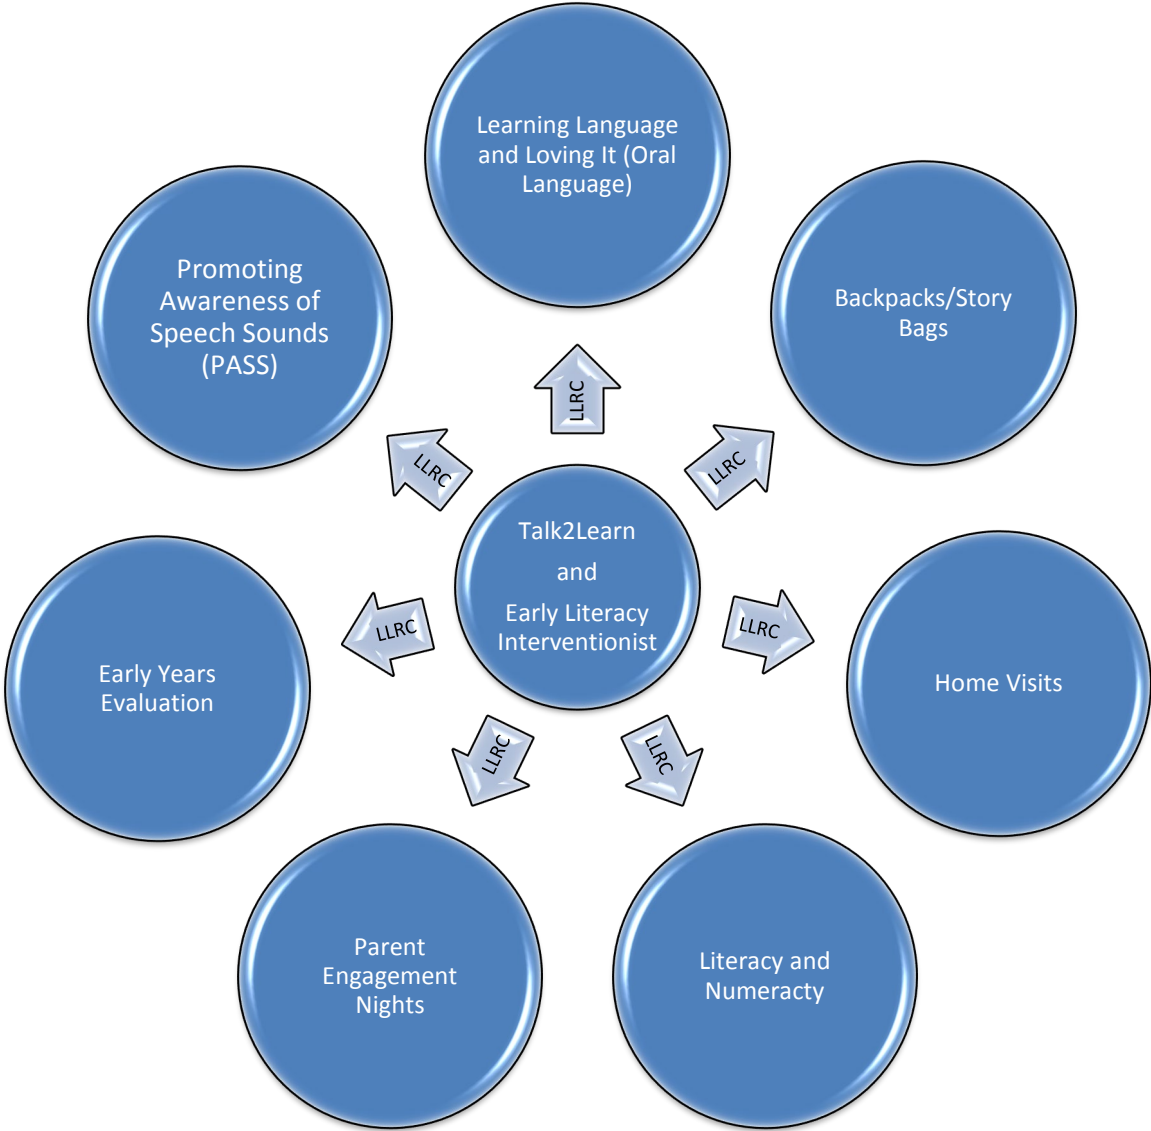 Learning Language
and Loving It (Oral
Language)
Promoting
Awareness of
Speech Sounds
(PASS)
Backpacks/Story
Bags
LLRC
LLRC
LLRC
Talk2Learn
and
Early Literacy
Interventionist
LLRC
LLRC
Early Years
Evaluation
Home Visits
LLRC
LLRC
Parent
Engagement
Nights
Literacy and
Numeracty